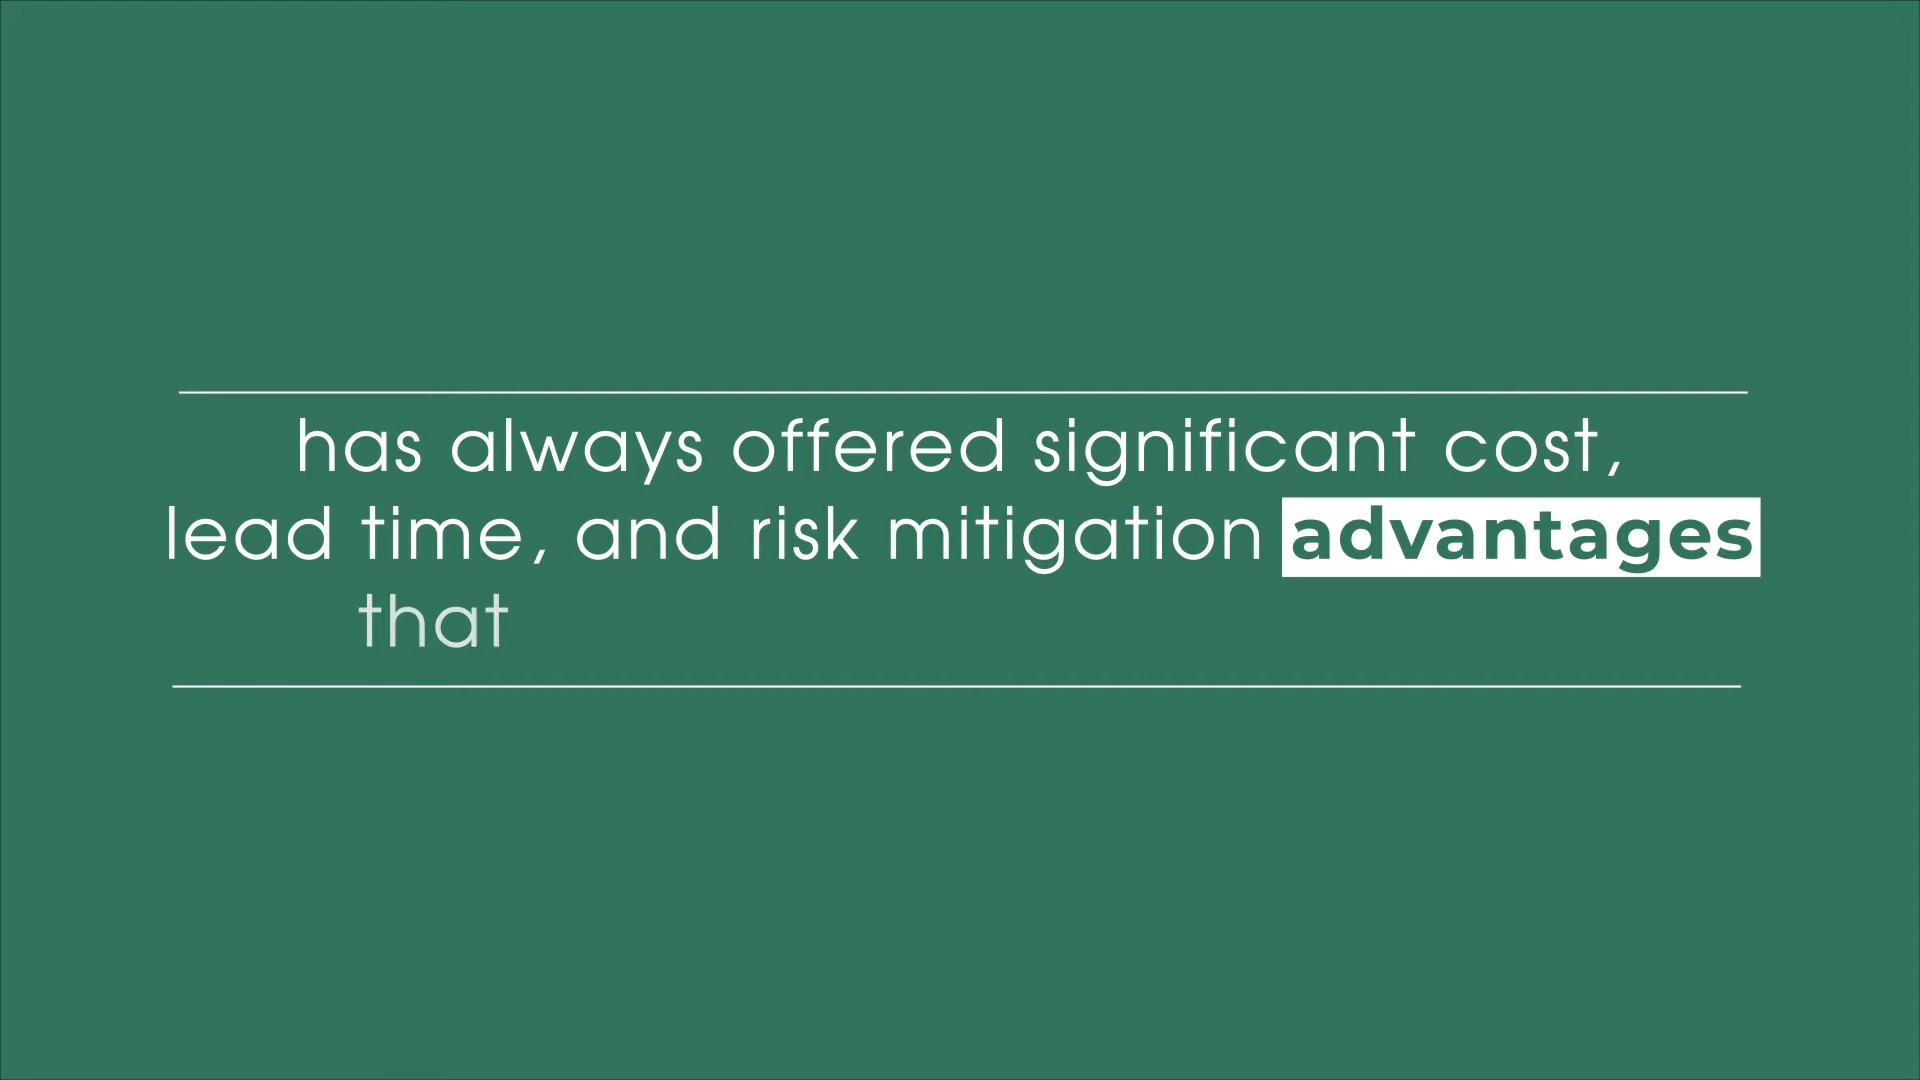 has always offered significant cost,
lead time, and risk mitigation advantages
that